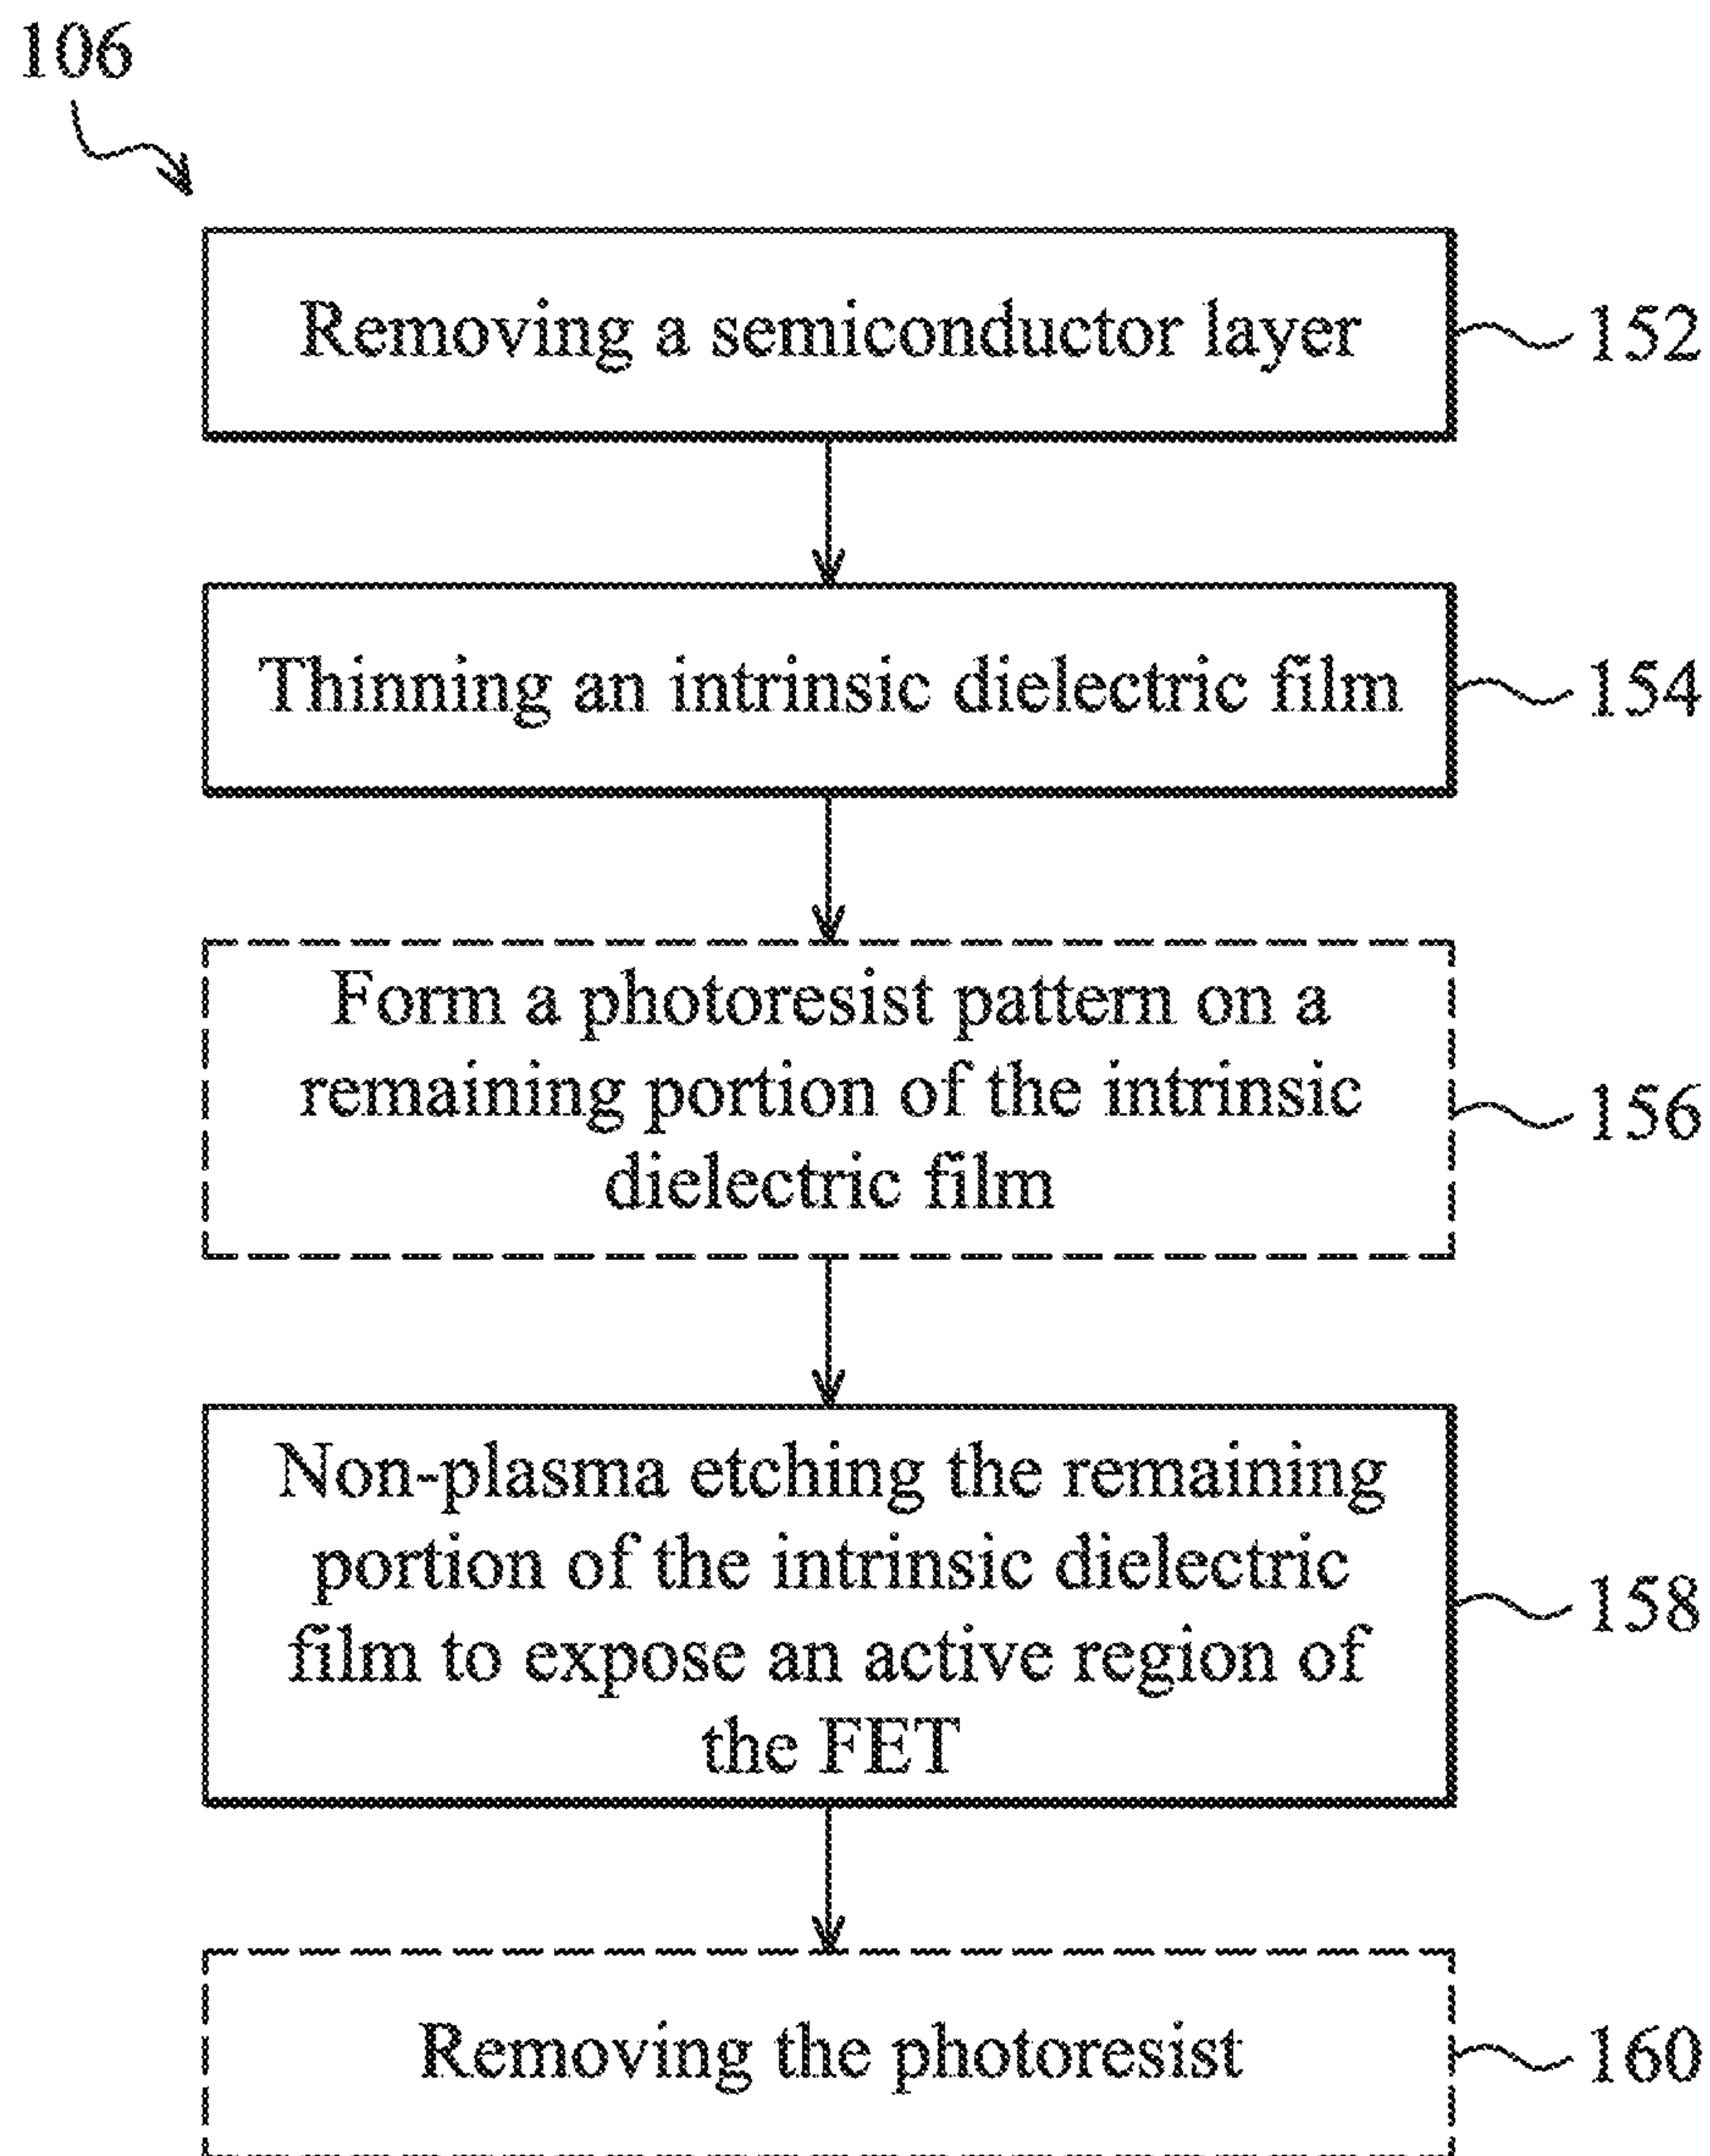 106
Removing a semiconductor layer
152
Thinning an intrinsic dielectric film
154
Form a photoresist pattern on a
remaining portion of the intrinsic
dielectric film
156
Non-plasma etching the remaining
portion of the intrinsic dielectric
film to expose an active region of
the FET
158
Removing the photoresist
160